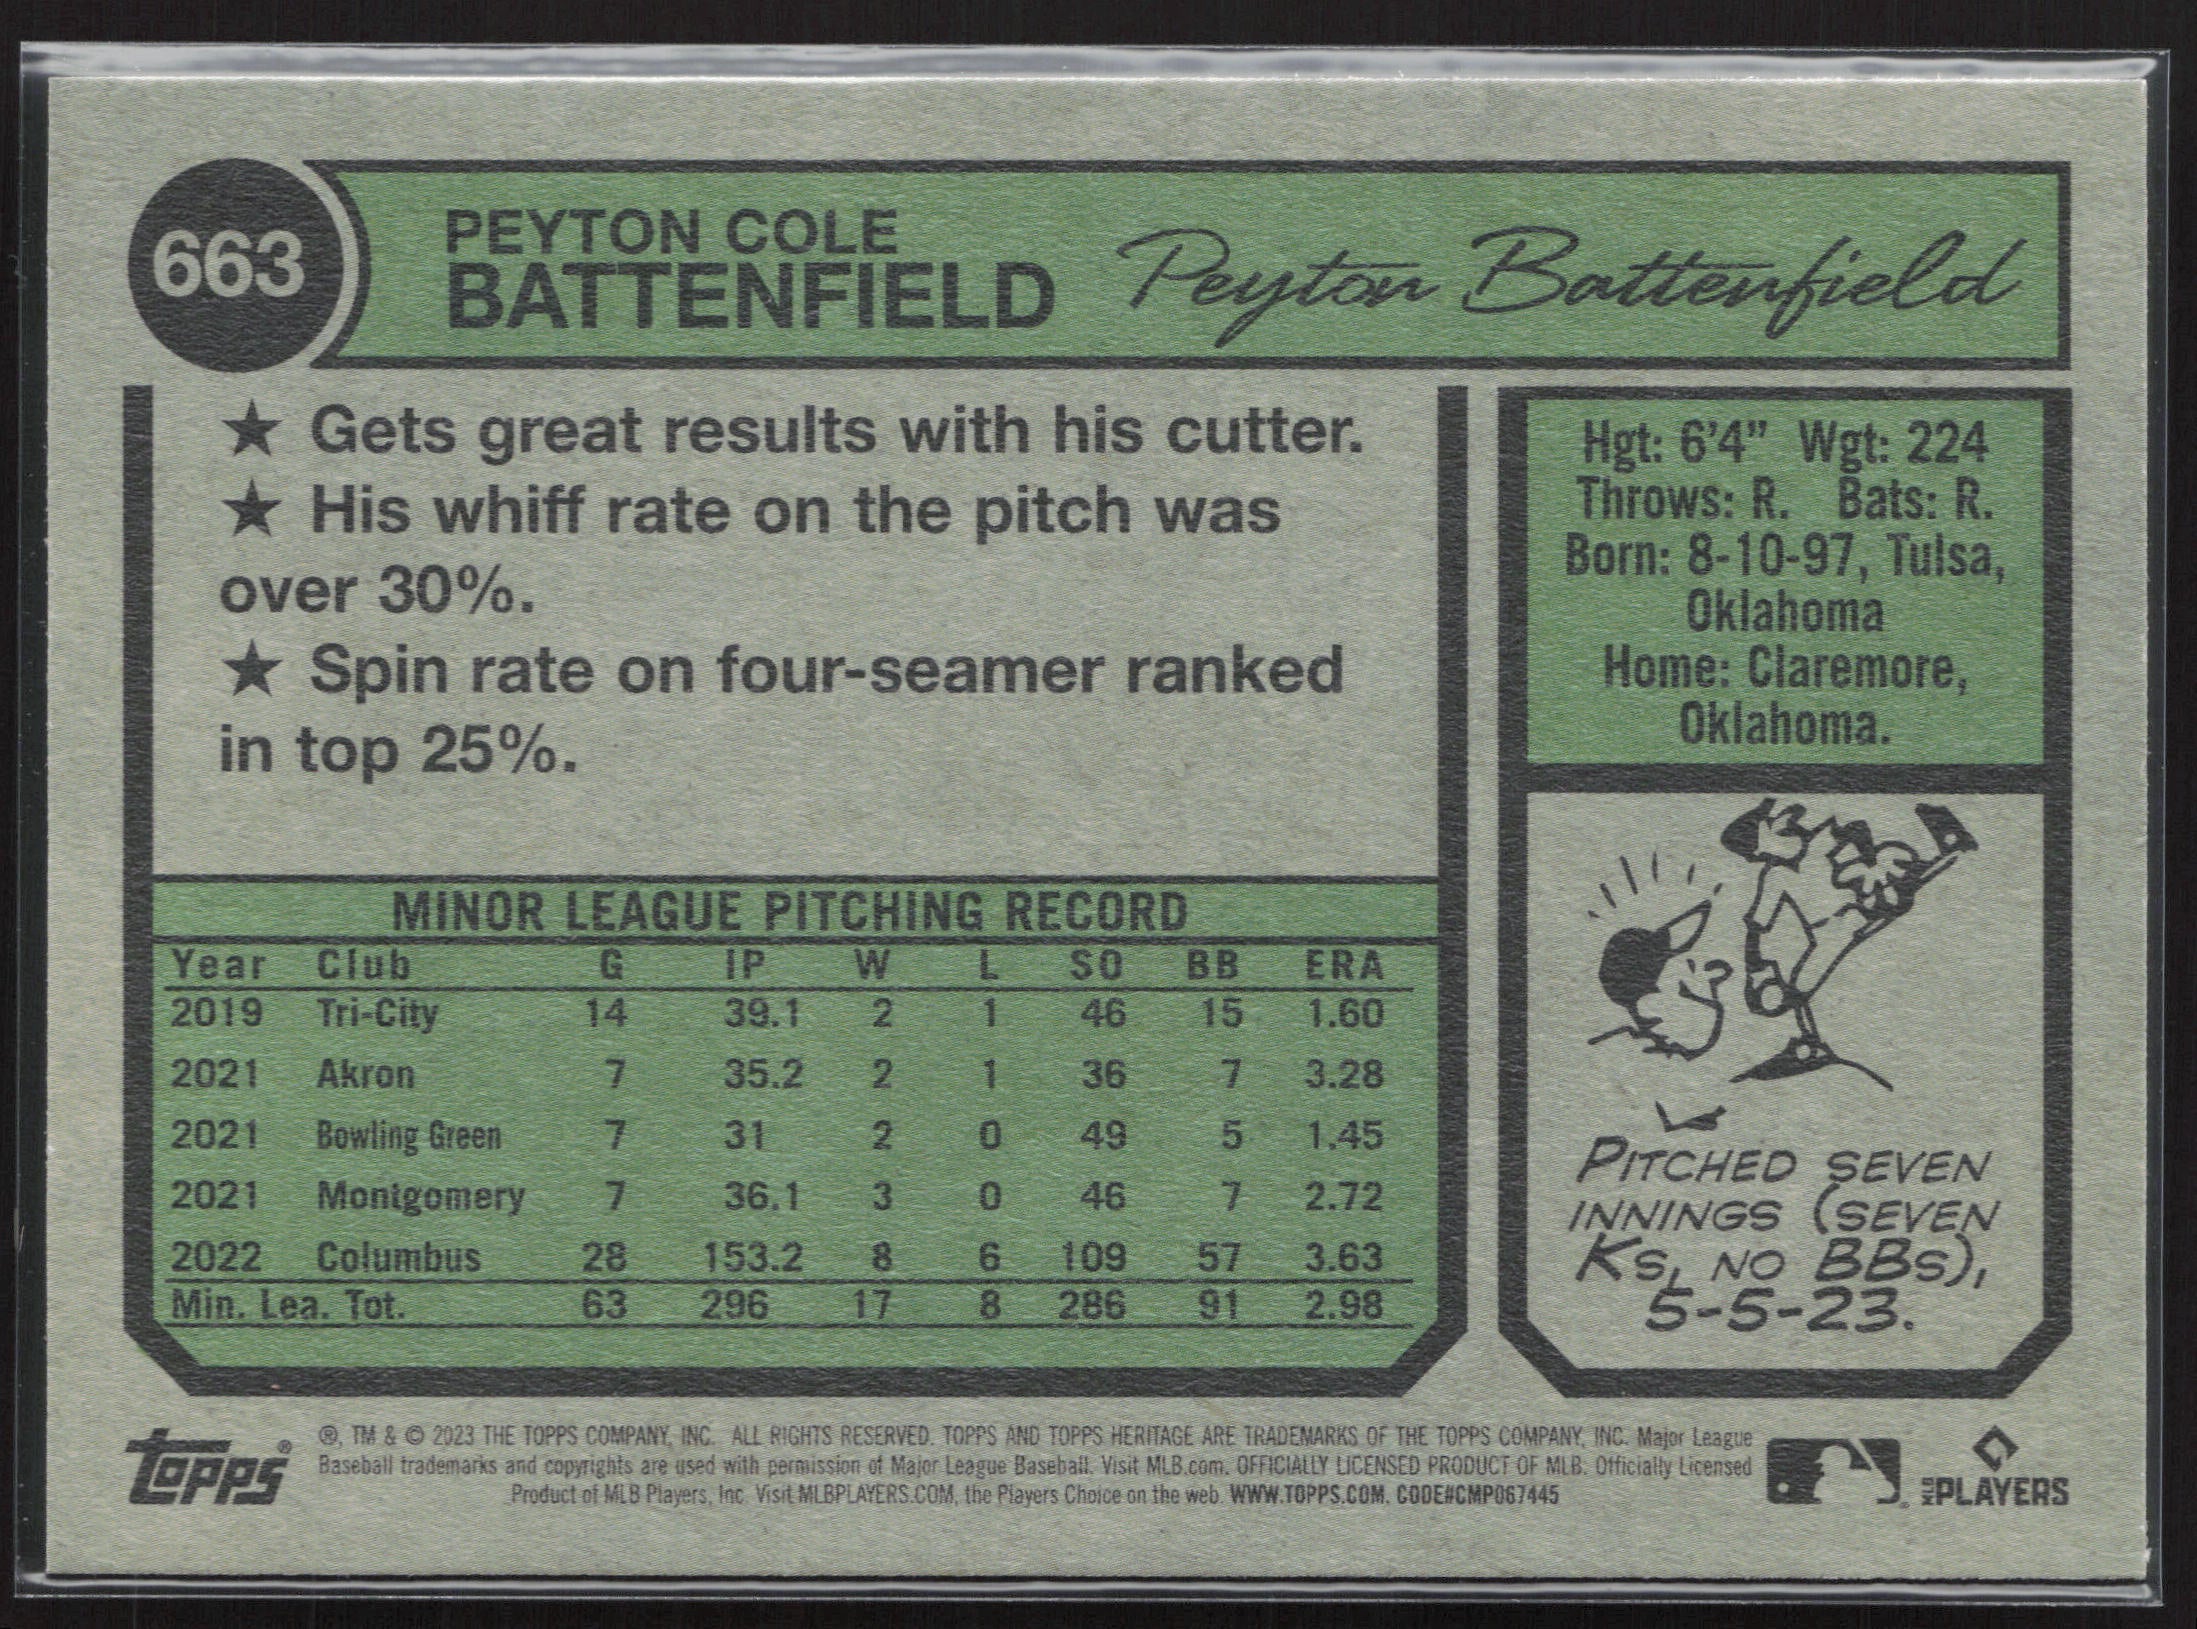 663
PEYTON COLE
BATTENFIELD
Peyton Battenfield
★ Gets great results with his cutter.
★ His whiff rate on the pitch was
over 30%.
★ Spin rate on four-seamer ranked
in top 25%.
Hgt: 6'4" Wgt: 224
Throws: R. Bats: R.
Born: 8-10-97, Tulsa,
Oklahoma
Home: Claremore,
Oklahoma.
MINOR LEAGUE PITCHING RECORD
Year Club G IP W L SO BB ERA
2019 Tri-City 14 39.1 2 1 46 15 1.60
2021 Akron 7 35.2 2 1 36 7 3.28
2021 Bowling Green 7 31 2 0 49 5 1.45
2021 Montgomery 7 36.1 3 0 46 7 2.72
2022 Columbus 28 153.2 8 6 109 57 3.63
Min. Lea. Tot. 63 296 17 8 286 91 2.98
PITCHED SEVEN
INNINGS (SEVEN
KS, NO BBS),
5-5-23.
topps®
®, TM & © 2023 THE TOPPS COMPANY, INC. ALL RIGHTS RESERVED. TOPPS AND TOPPS HERITAGE ARE TRADEMARKS OF THE TOPPS COMPANY, INC. Major League
Baseball trademarks and copyrights are used with permission of Major League Baseball. Visit MLB.com. OFFICIALLY LICENSED PRODUCT OF MLB. Officially Licensed
Product of MLB Players, Inc. Visit MLBPLAYERS.COM, the Players Choice on the web. WWW.TOPPS.COM. CODE#CMP067445
MLB PLAYERS